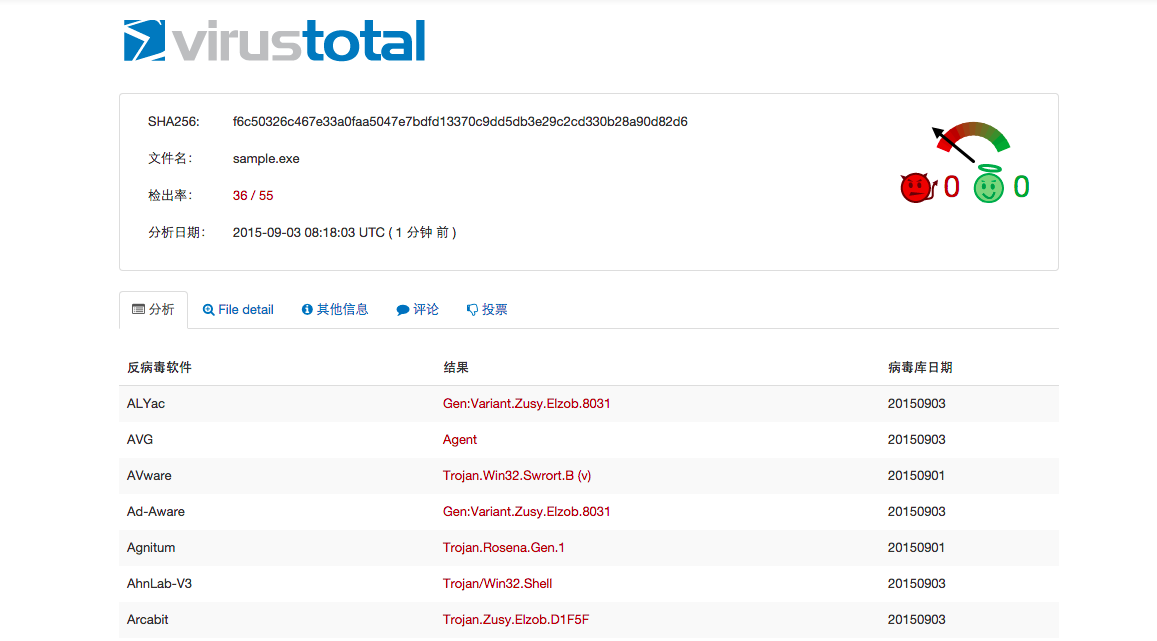 virustotal
SHA256: f6c50326c467e33a0faa5047e7bdfd13370c9dd5db3e29c2cd330b28a90d82d6
文件名： sample.exe
检出率： 36 / 55
分析日期： 2015-09-03 08:18:03 UTC ( 1 分钟 前 )
0 0
分析 File detail 其他信息 评论 投票
反病毒软件 结果 病毒库日期
ALYac Gen:Variant.Zusy.Elzob.8031 20150903
AVG Agent 20150903
AVware Trojan.Win32.Swrort.B (v) 20150901
Ad-Aware Gen:Variant.Zusy.Elzob.8031 20150903
Agnitum Trojan.Rosena.Gen.1 20150901
AhnLab-V3 Trojan/Win32.Shell 20150903
Arcabit Trojan.Zusy.Elzob.D1F5F 20150903